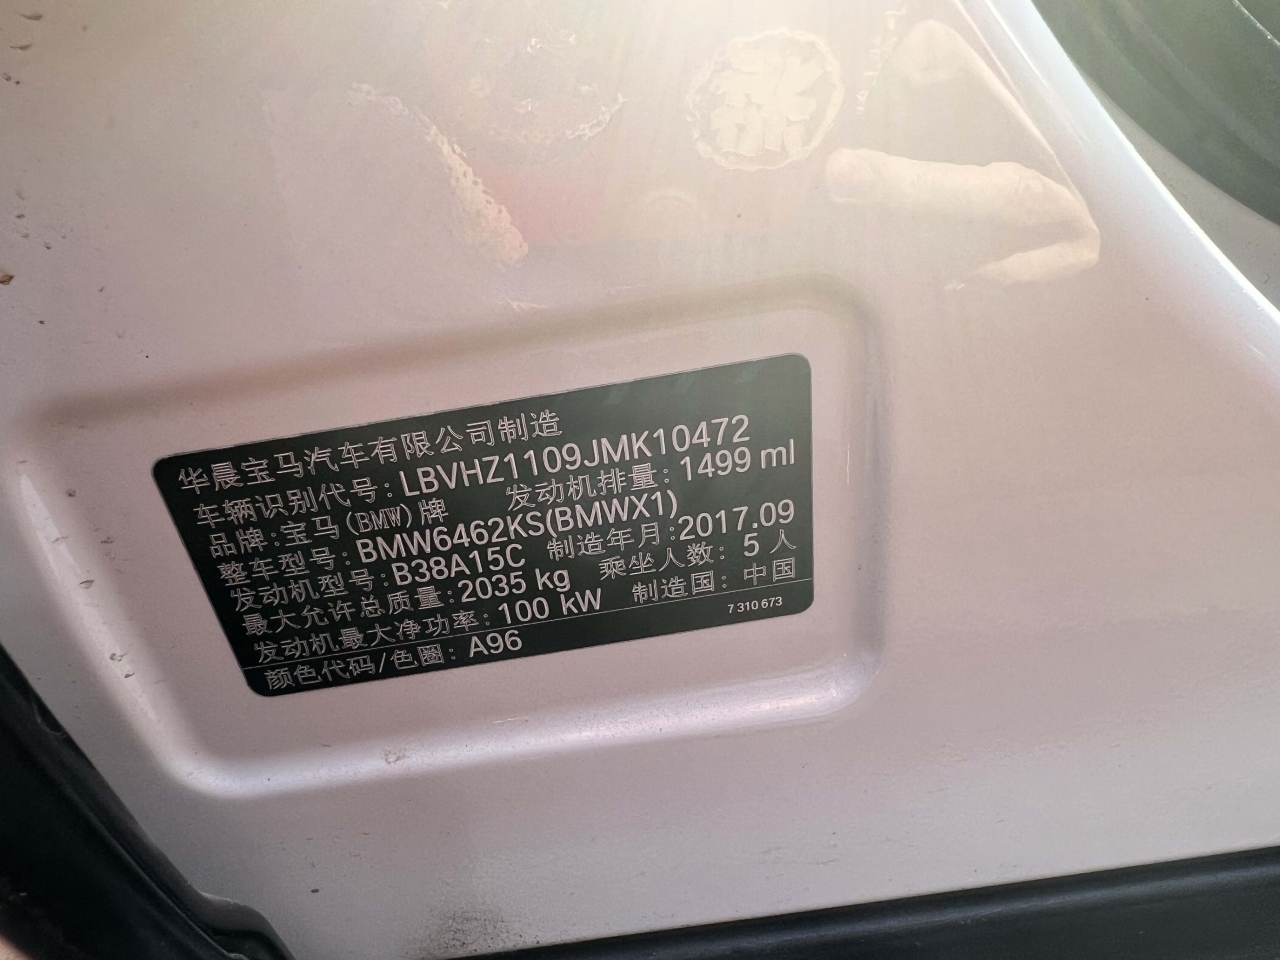 华晨宝马汽车有限公司制造
车辆识别代号: LBVHZ1109JMK10472
品牌: 宝马(BMW)牌 发动机排量: 1499 ml
整车型号: BMW6462KS(BMWX1)
发动机型号: B38A15C 制造年月: 2017.09
最大允许总质量: 2035 kg 乘坐人数: 5 人
发动机最大净功率: 100 kW 制造国: 中国
颜色代码/色圈: A96 7 310 673